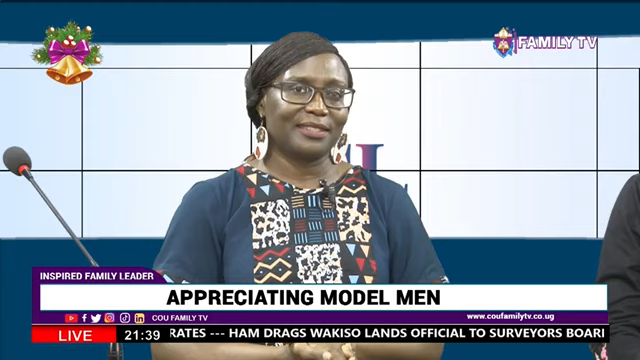 FAMILY TV
INSPIRED FAMILY LEADER
APPRECIATING MODEL MEN
COU FAMILY TV
www.coufamilytv.co.ug
LIVE 21:39 RATES --- HAM DRAGS WAKISO LANDS OFFICIAL TO SURVEYORS BOARD